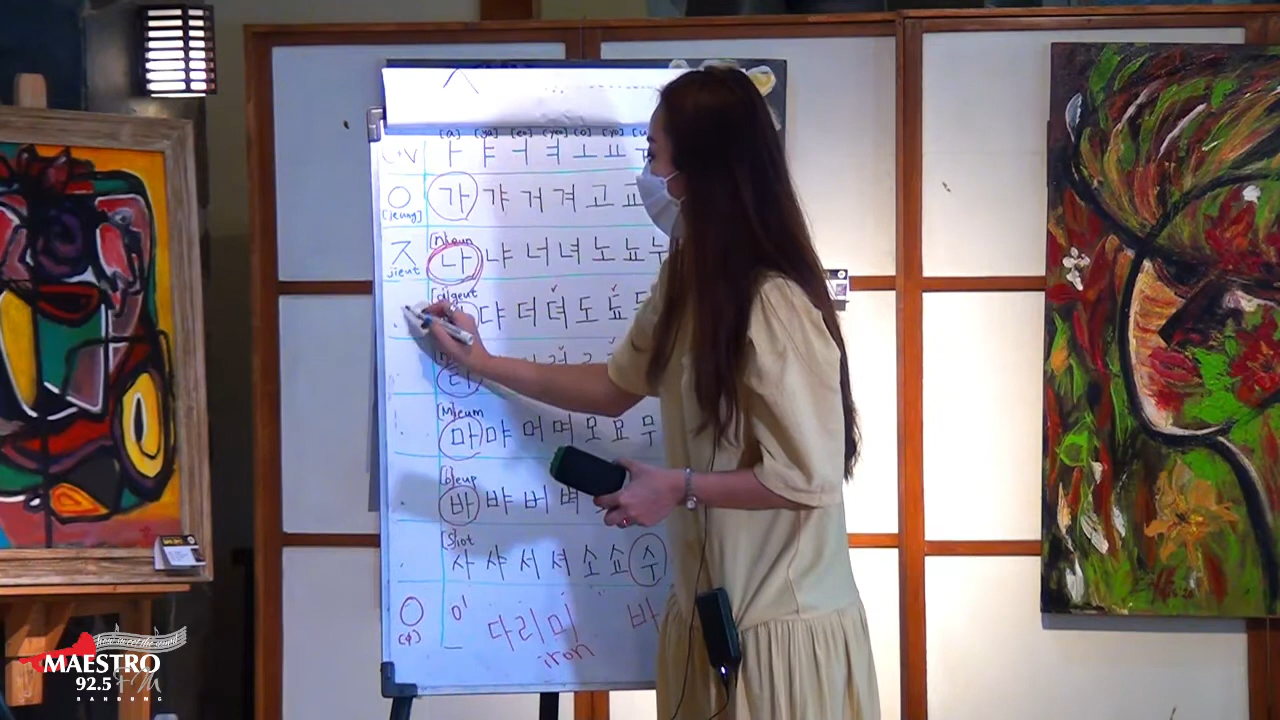 [a] [ya] [eo] [yeo] [o] [yo]
C+V ㅏ ㅑ ㅓ ㅕ ㅗ ㅛ
ㅇ 가 갸 거 겨 고 교
[ieung]
[n]ieun
ㅈ 나 냐 너 녀 노 뇨 누
jieut
[d]igeut
댜 더 뎌 도 됴
[M]ieum
마 먀 머 며 모 묘 무
[b]ieup
바 뱌 버 벼
[S]iot
사 샤 서 셔 소 쇼 수
ㅇ 다리미 바
iron
MAESTRO
92.5 FM
BANDUNG